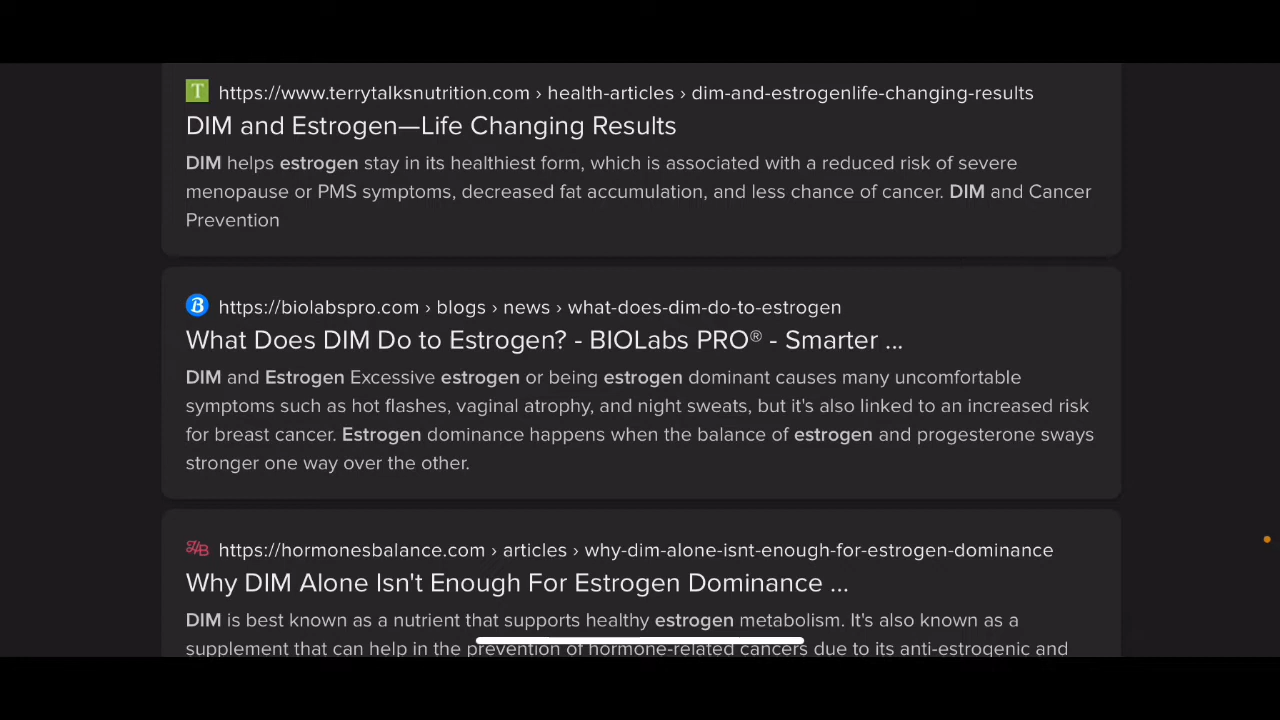 T https://www.terrytalksnutrition.com › health-articles › dim-and-estrogenlife-changing-results
DIM and Estrogen—Life Changing Results
DIM helps estrogen stay in its healthiest form, which is associated with a reduced risk of severe
menopause or PMS symptoms, decreased fat accumulation, and less chance of cancer. DIM and Cancer
Prevention
B https://biolabspro.com › blogs › news › what-does-dim-do-to-estrogen
What Does DIM Do to Estrogen? - BIOLabs PRO® - Smarter ...
DIM and Estrogen Excessive estrogen or being estrogen dominant causes many uncomfortable
symptoms such as hot flashes, vaginal atrophy, and night sweats, but it's also linked to an increased risk
for breast cancer. Estrogen dominance happens when the balance of estrogen and progesterone sways
stronger one way over the other.
HB https://hormonesbalance.com › articles › why-dim-alone-isnt-enough-for-estrogen-dominance
Why DIM Alone Isn't Enough For Estrogen Dominance ...
DIM is best known as a nutrient that supports healthy estrogen metabolism. It's also known as a
supplement that can help in the prevention of hormone-related cancers due to its anti-estrogenic and